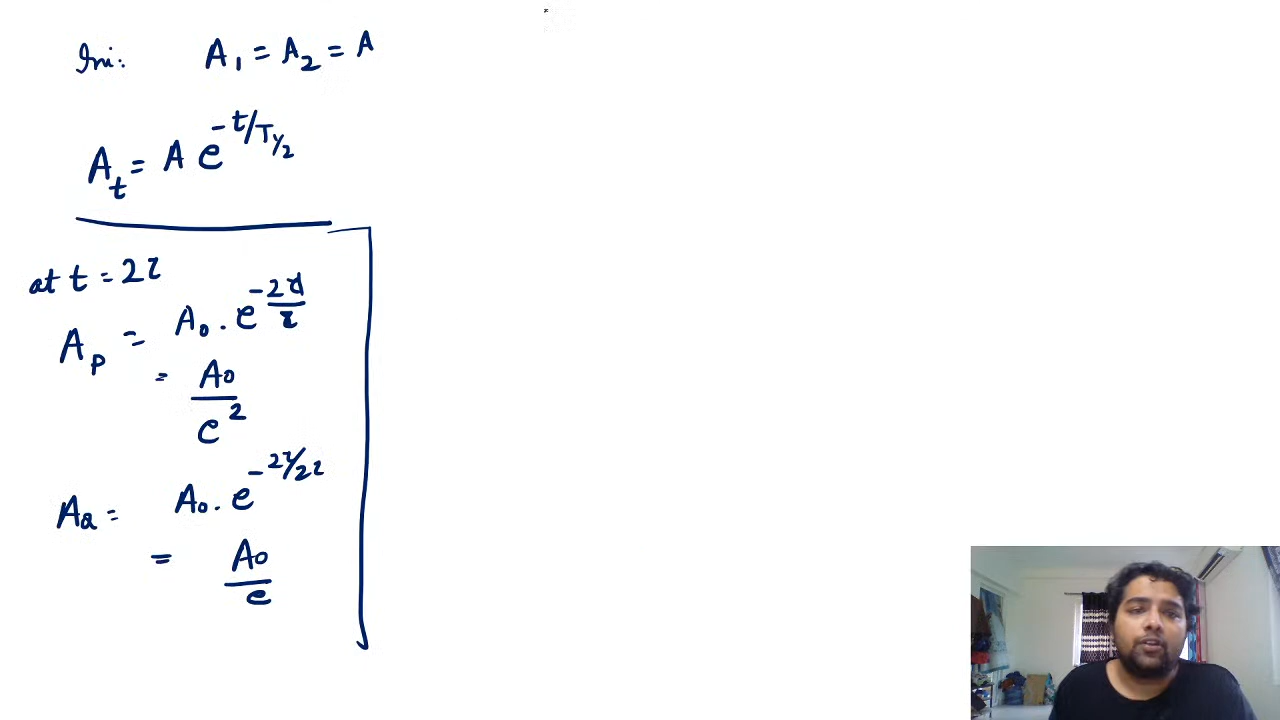 Ini: A₁ = A₂ = A
Aₜ = A e^(-t/T½)
at t = 2τ
Aₚ = A₀ . e^(-2τ/τ)
= A₀/e²
A_Q = A₀ . e^(-2τ/2τ)
= A₀/e